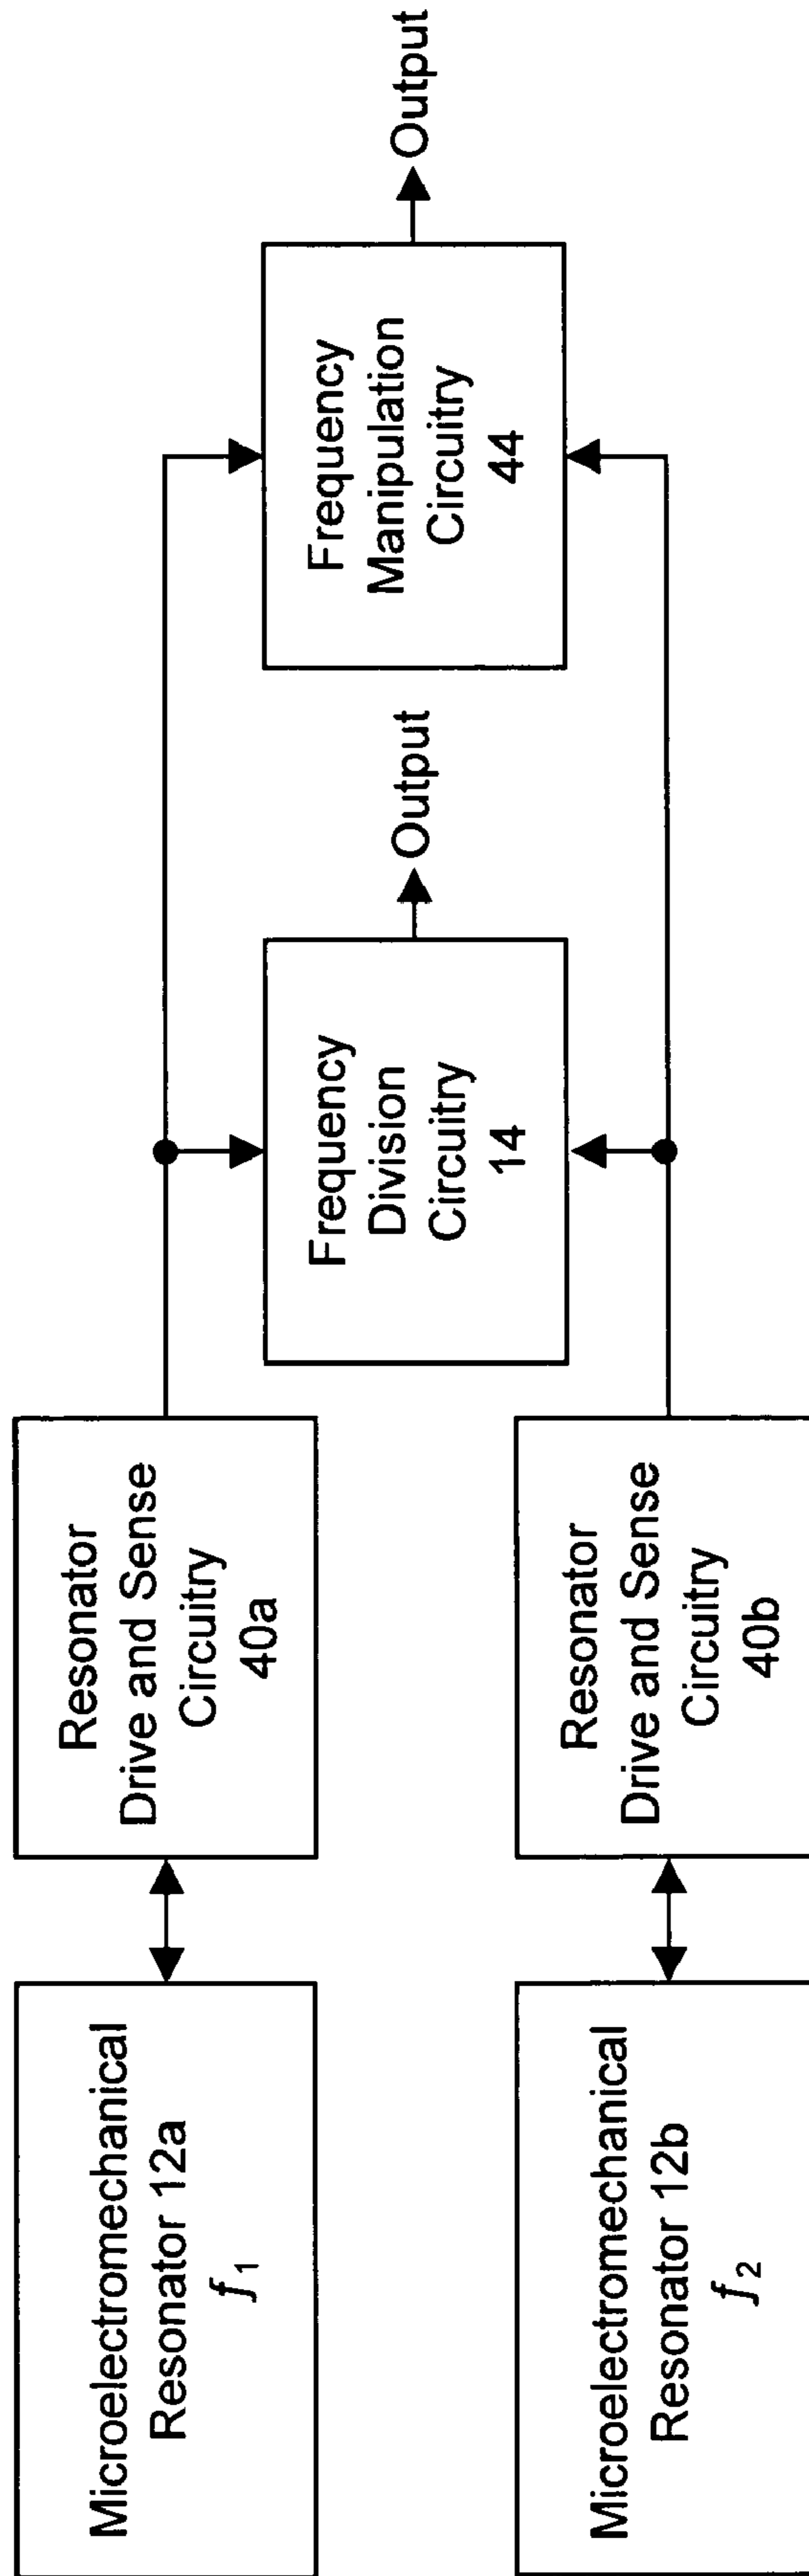 Microelectromechanical
Resonator 12a
f1
Resonator
Drive and Sense
Circuitry
40a
Frequency
Division
Circuitry
14
Output
Frequency
Manipulation
Circuitry
44
Output
Microelectromechanical
Resonator 12b
f2
Resonator
Drive and Sense
Circuitry
40b